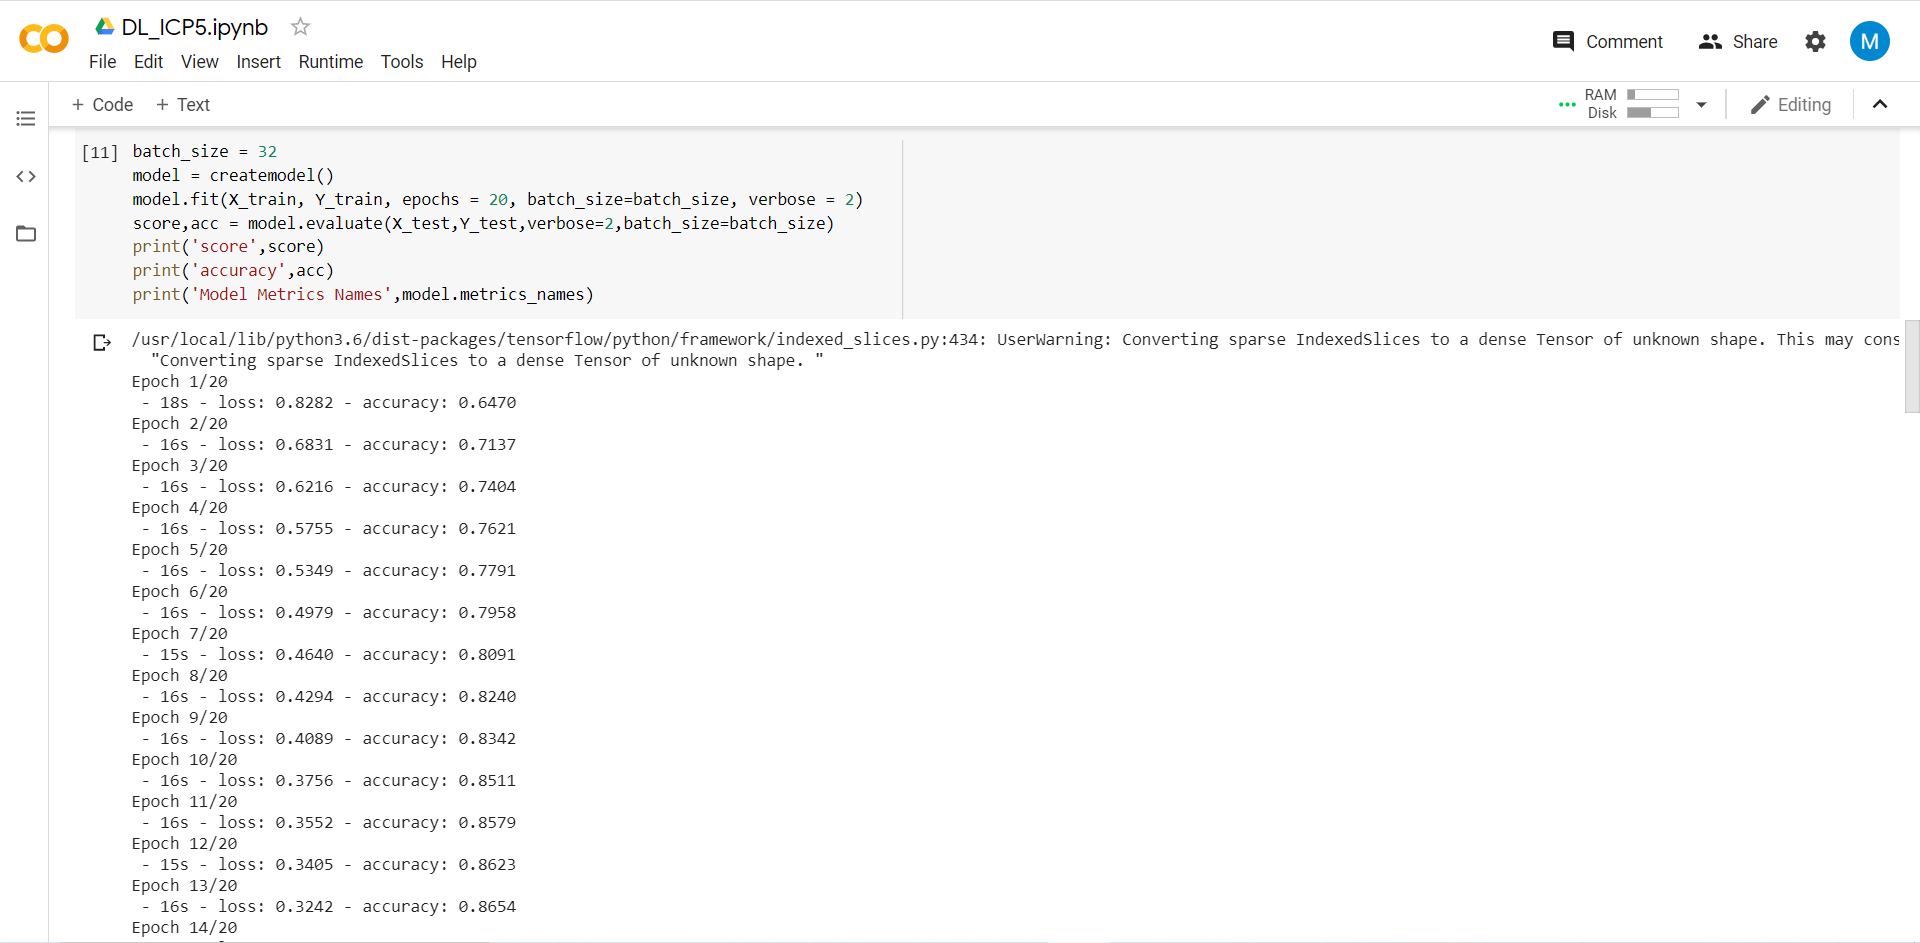 DL_ICP5.ipynb
File Edit View Insert Runtime Tools Help
Comment Share M
+ Code + Text
RAM
Disk
Editing
[11] batch_size = 32
model = createmodel()
model.fit(X_train, Y_train, epochs = 20, batch_size=batch_size, verbose = 2)
score,acc = model.evaluate(X_test,Y_test,verbose=2,batch_size=batch_size)
print('score',score)
print('accuracy',acc)
print('Model Metrics Names',model.metrics_names)
/usr/local/lib/python3.6/dist-packages/tensorflow/python/framework/indexed_slices.py:434: UserWarning: Converting sparse IndexedSlices to a dense Tensor of unknown shape. This may cons
"Converting sparse IndexedSlices to a dense Tensor of unknown shape. "
Epoch 1/20
- 18s - loss: 0.8282 - accuracy: 0.6470
Epoch 2/20
- 16s - loss: 0.6831 - accuracy: 0.7137
Epoch 3/20
- 16s - loss: 0.6216 - accuracy: 0.7404
Epoch 4/20
- 16s - loss: 0.5755 - accuracy: 0.7621
Epoch 5/20
- 16s - loss: 0.5349 - accuracy: 0.7791
Epoch 6/20
- 16s - loss: 0.4979 - accuracy: 0.7958
Epoch 7/20
- 15s - loss: 0.4640 - accuracy: 0.8091
Epoch 8/20
- 16s - loss: 0.4294 - accuracy: 0.8240
Epoch 9/20
- 16s - loss: 0.4089 - accuracy: 0.8342
Epoch 10/20
- 16s - loss: 0.3756 - accuracy: 0.8511
Epoch 11/20
- 16s - loss: 0.3552 - accuracy: 0.8579
Epoch 12/20
- 15s - loss: 0.3405 - accuracy: 0.8623
Epoch 13/20
- 16s - loss: 0.3242 - accuracy: 0.8654
Epoch 14/20